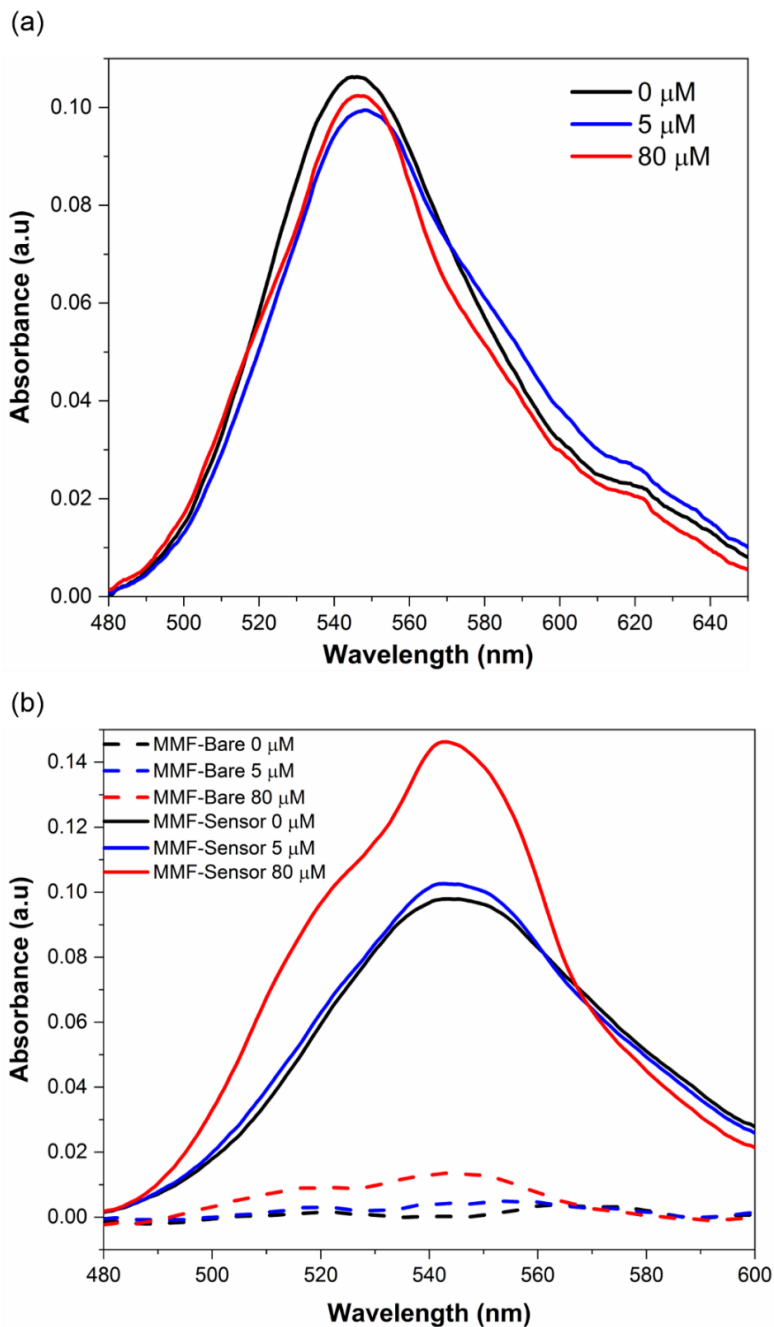 (a)
0 μM
5 μM
80 μM
0.10
0.08
0.06
0.04
0.02
0.00
Absorbance (a.u)
480 500 520 540 560 580 600 620 640
Wavelength (nm)
(b)
MMF-Bare 0 μM
MMF-Bare 5 μM
MMF-Bare 80 μM
MMF-Sensor 0 μM
MMF-Sensor 5 μM
MMF-Sensor 80 μM
0.14
0.12
0.10
0.08
0.06
0.04
0.02
0.00
Absorbance (a.u)
480 500 520 540 560 580 600
Wavelength (nm)